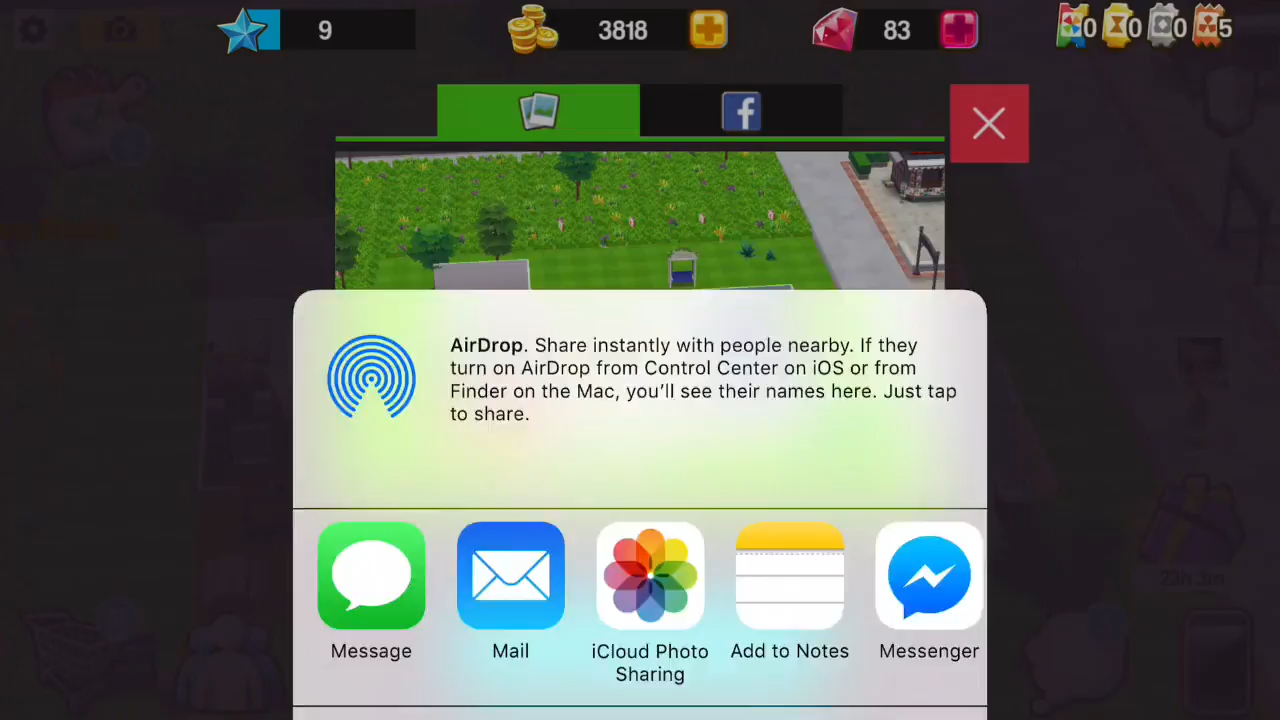 9
3818
83
0
0
0
5
f
AirDrop. Share instantly with people nearby. If they
turn on AirDrop from Control Center on iOS or from
Finder on the Mac, you’ll see their names here. Just tap
to share.
Message
Mail
iCloud Photo
Sharing
Add to Notes
Messenger
22h 3m